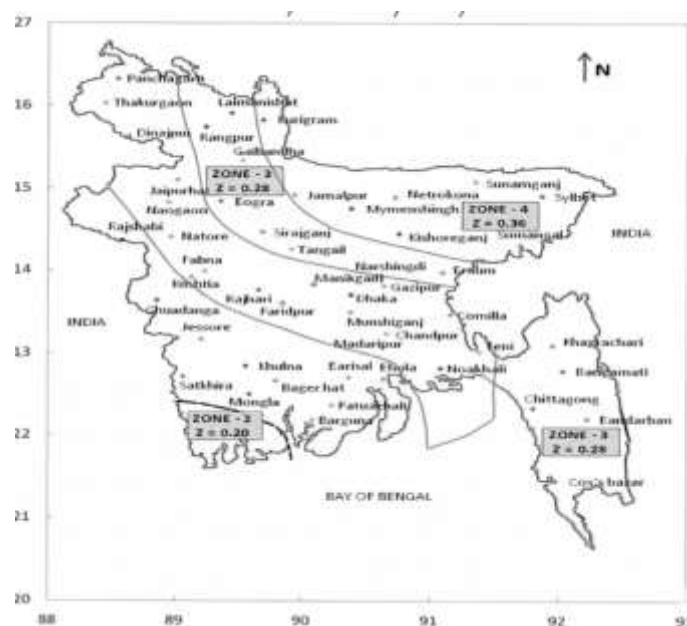 27
N
Panchagarh
16
Thakurgaon
Lalmonirhat
Kurigram
Dinajpur
Rangpur
Gaibandha
ZONE - 3
Z = 0.28
15
Jamalpur
Netrokona
Sunamganj
Sylhet
Bogra
Mymensingh
ZONE - 4
Z = 0.36
Naogaon
Rajshahi
Natore
Sirajganj
Kishoreganj
INDIA
Tangail
14
Pabna
Narshingdi
Manikganj
Gazipur
INDIA
Rajbari
Dhaka
Chuadanga
Faridpur
Comilla
Munshiganj
Jessore
Chandpur
Madaripur
Feni
Khagrachari
13
Khulna
Barisal
Bhola
Noakhali
Rangamati
Satkhira
Bagerhat
Mongla
Chittagong
Patuakhali
ZONE - 2
Z = 0.20
Barguna
Bandarban
22
ZONE - 3
Z = 0.28
Cox's bazar
BAY OF BENGAL
21
20
88
89
90
91
92
9